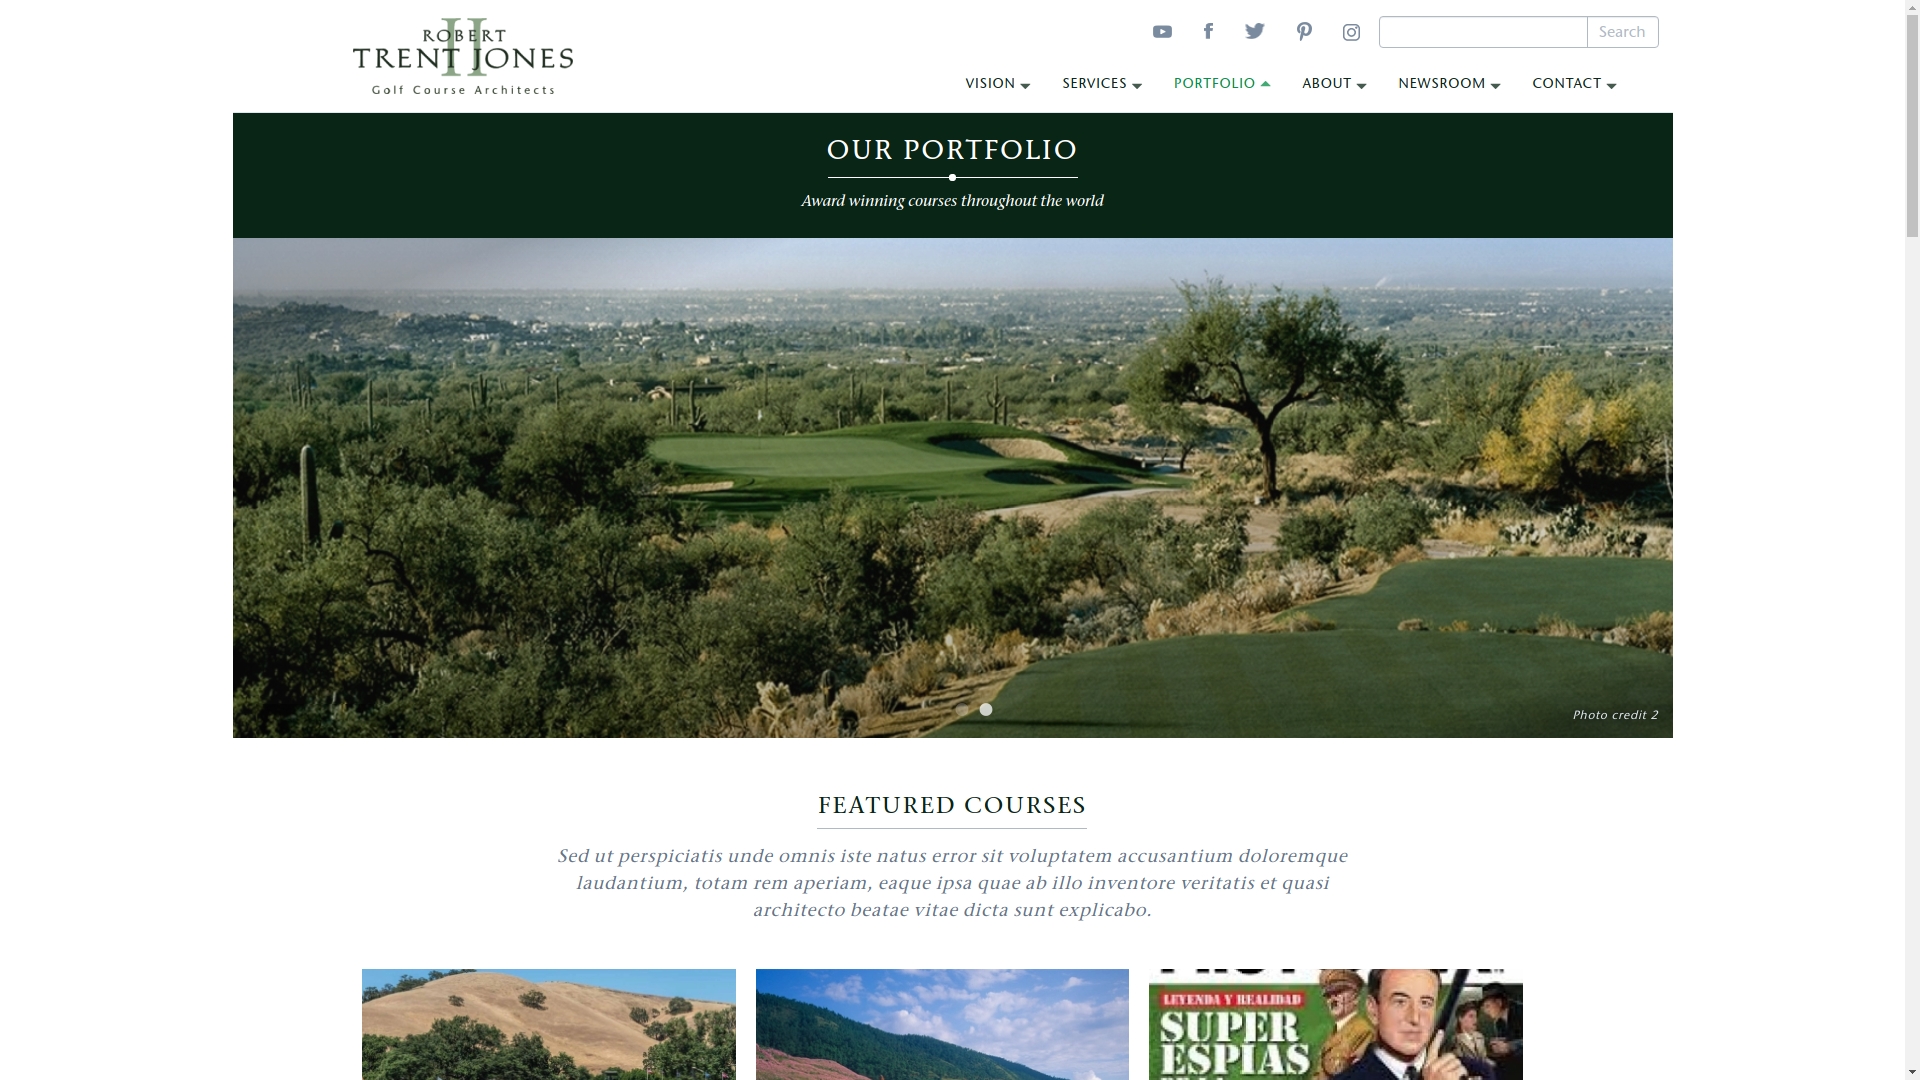 II
ROBERT
TRENT JONES
Golf Course Architects
Search
VISION
SERVICES
PORTFOLIO
ABOUT
NEWSROOM
CONTACT
OUR PORTFOLIO
Award winning courses throughout the world
Photo credit 2
FEATURED COURSES
Sed ut perspiciatis unde omnis iste natus error sit voluptatem accusantium doloremque
laudantium, totam rem aperiam, eaque ipsa quae ab illo inventore veritatis et quasi
architecto beatae vitae dicta sunt explicabo.
LEYENDA Y REALIDAD
SUPER
ESPIAS